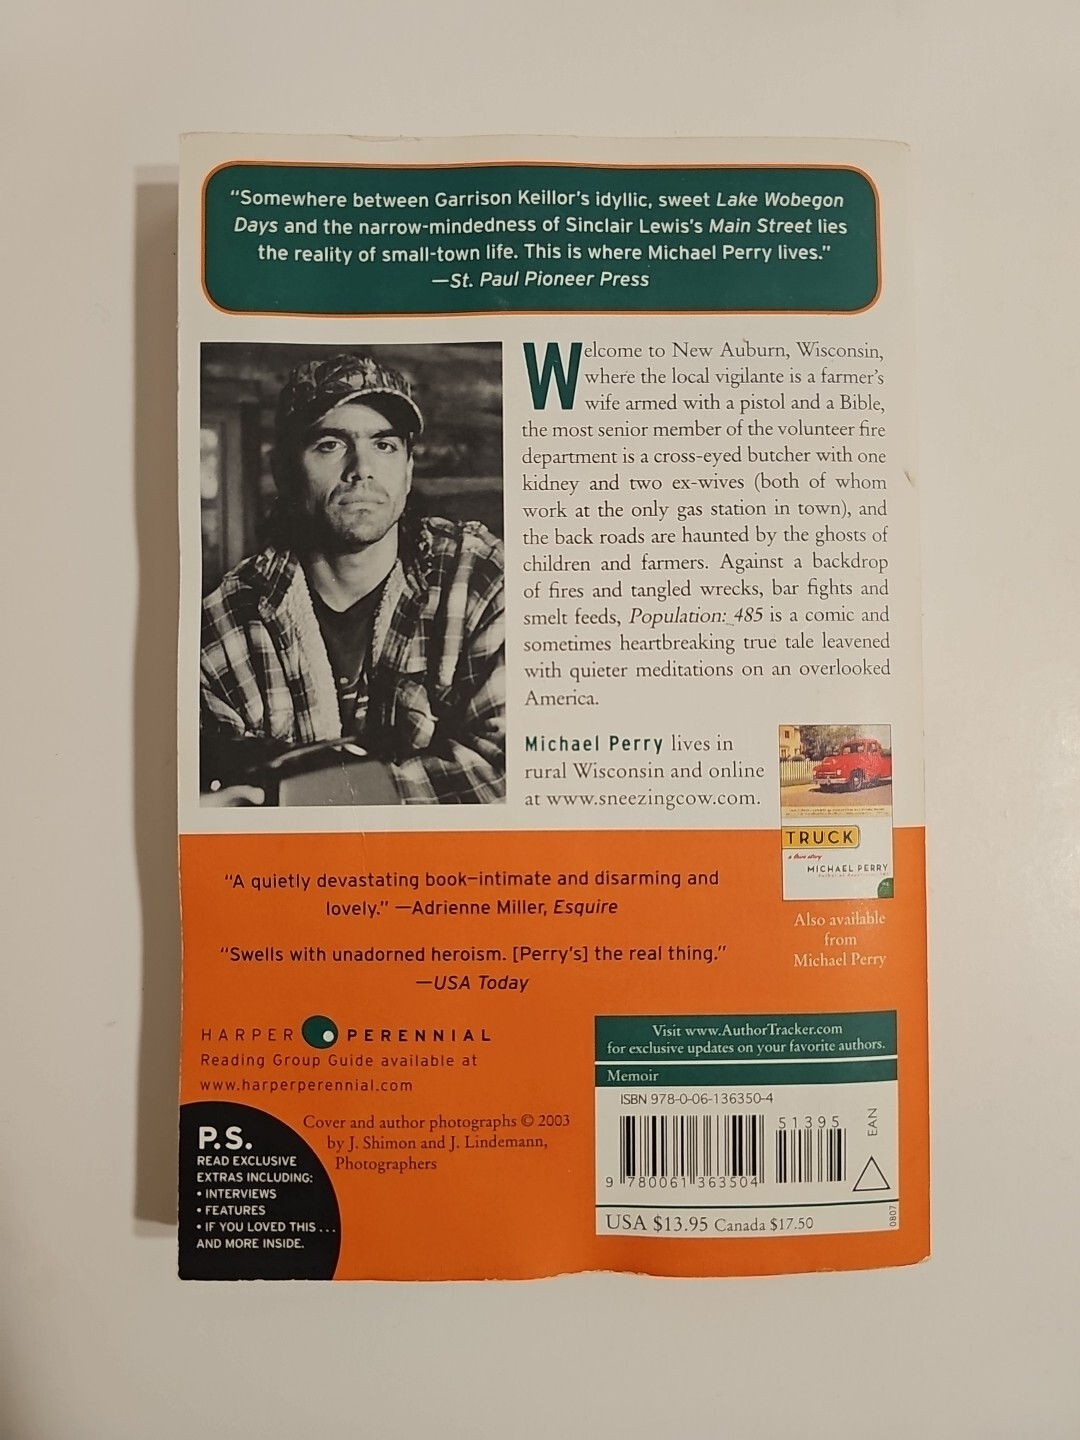 “Somewhere between Garrison Keillor’s idyllic, sweet Lake Wobegon
Days and the narrow-mindedness of Sinclair Lewis’s Main Street lies
the reality of small-town life. This is where Michael Perry lives.”
—St. Paul Pioneer Press
Welcome to New Auburn, Wisconsin,
where the local vigilante is a farmer’s
wife armed with a pistol and a Bible,
the most senior member of the volunteer fire
department is a cross-eyed butcher with one
kidney and two ex-wives (both of whom
work at the only gas station in town), and
the back roads are haunted by the ghosts of
children and farmers. Against a backdrop
of fires and tangled wrecks, bar fights and
smelt feeds, Population: 485 is a comic and
sometimes heartbreaking true tale leavened
with quieter meditations on an overlooked
America.
Michael Perry lives in
rural Wisconsin and online
at www.sneezingcow.com.
TRUCK
a love story
MICHAEL PERRY
Also available
from
Michael Perry
“A quietly devastating book—intimate and disarming and
lovely.” —Adrienne Miller, Esquire
“Swells with unadorned heroism. [Perry’s] the real thing.”
—USA Today
HARPER PERENNIAL
Reading Group Guide available at
www.harperperennial.com
Cover and author photographs © 2003
by J. Shimon and J. Lindemann,
Photographers
P.S.
READ EXCLUSIVE
EXTRAS INCLUDING:
• INTERVIEWS
• FEATURES
• IF YOU LOVED THIS...
AND MORE INSIDE.
Visit www.AuthorTracker.com
for exclusive updates on your favorite authors.
Memoir
ISBN 978-0-06-136350-4
51395
EAN
9 780061 363504
USA $13.95 Canada $17.50
0807